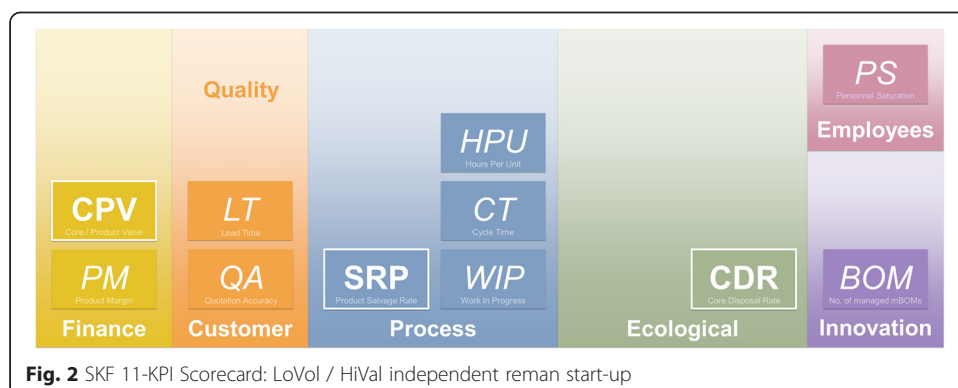 Quality
PS
Personnel Saturation
Employees
HPU
Hours Per Unit
CPV
Core / Product Value
LT
Lead Time
CT
Cycle Time
PM
Product Margin
QA
Quotation Accuracy
SRP
Product Salvage Rate
WIP
Work In Progress
CDR
Core Disposal Rate
BOM
No. of managed mBOMs
Finance
Customer
Process
Ecological
Innovation
Fig. 2 SKF 11-KPI Scorecard: LoVol / HiVal independent reman start-up